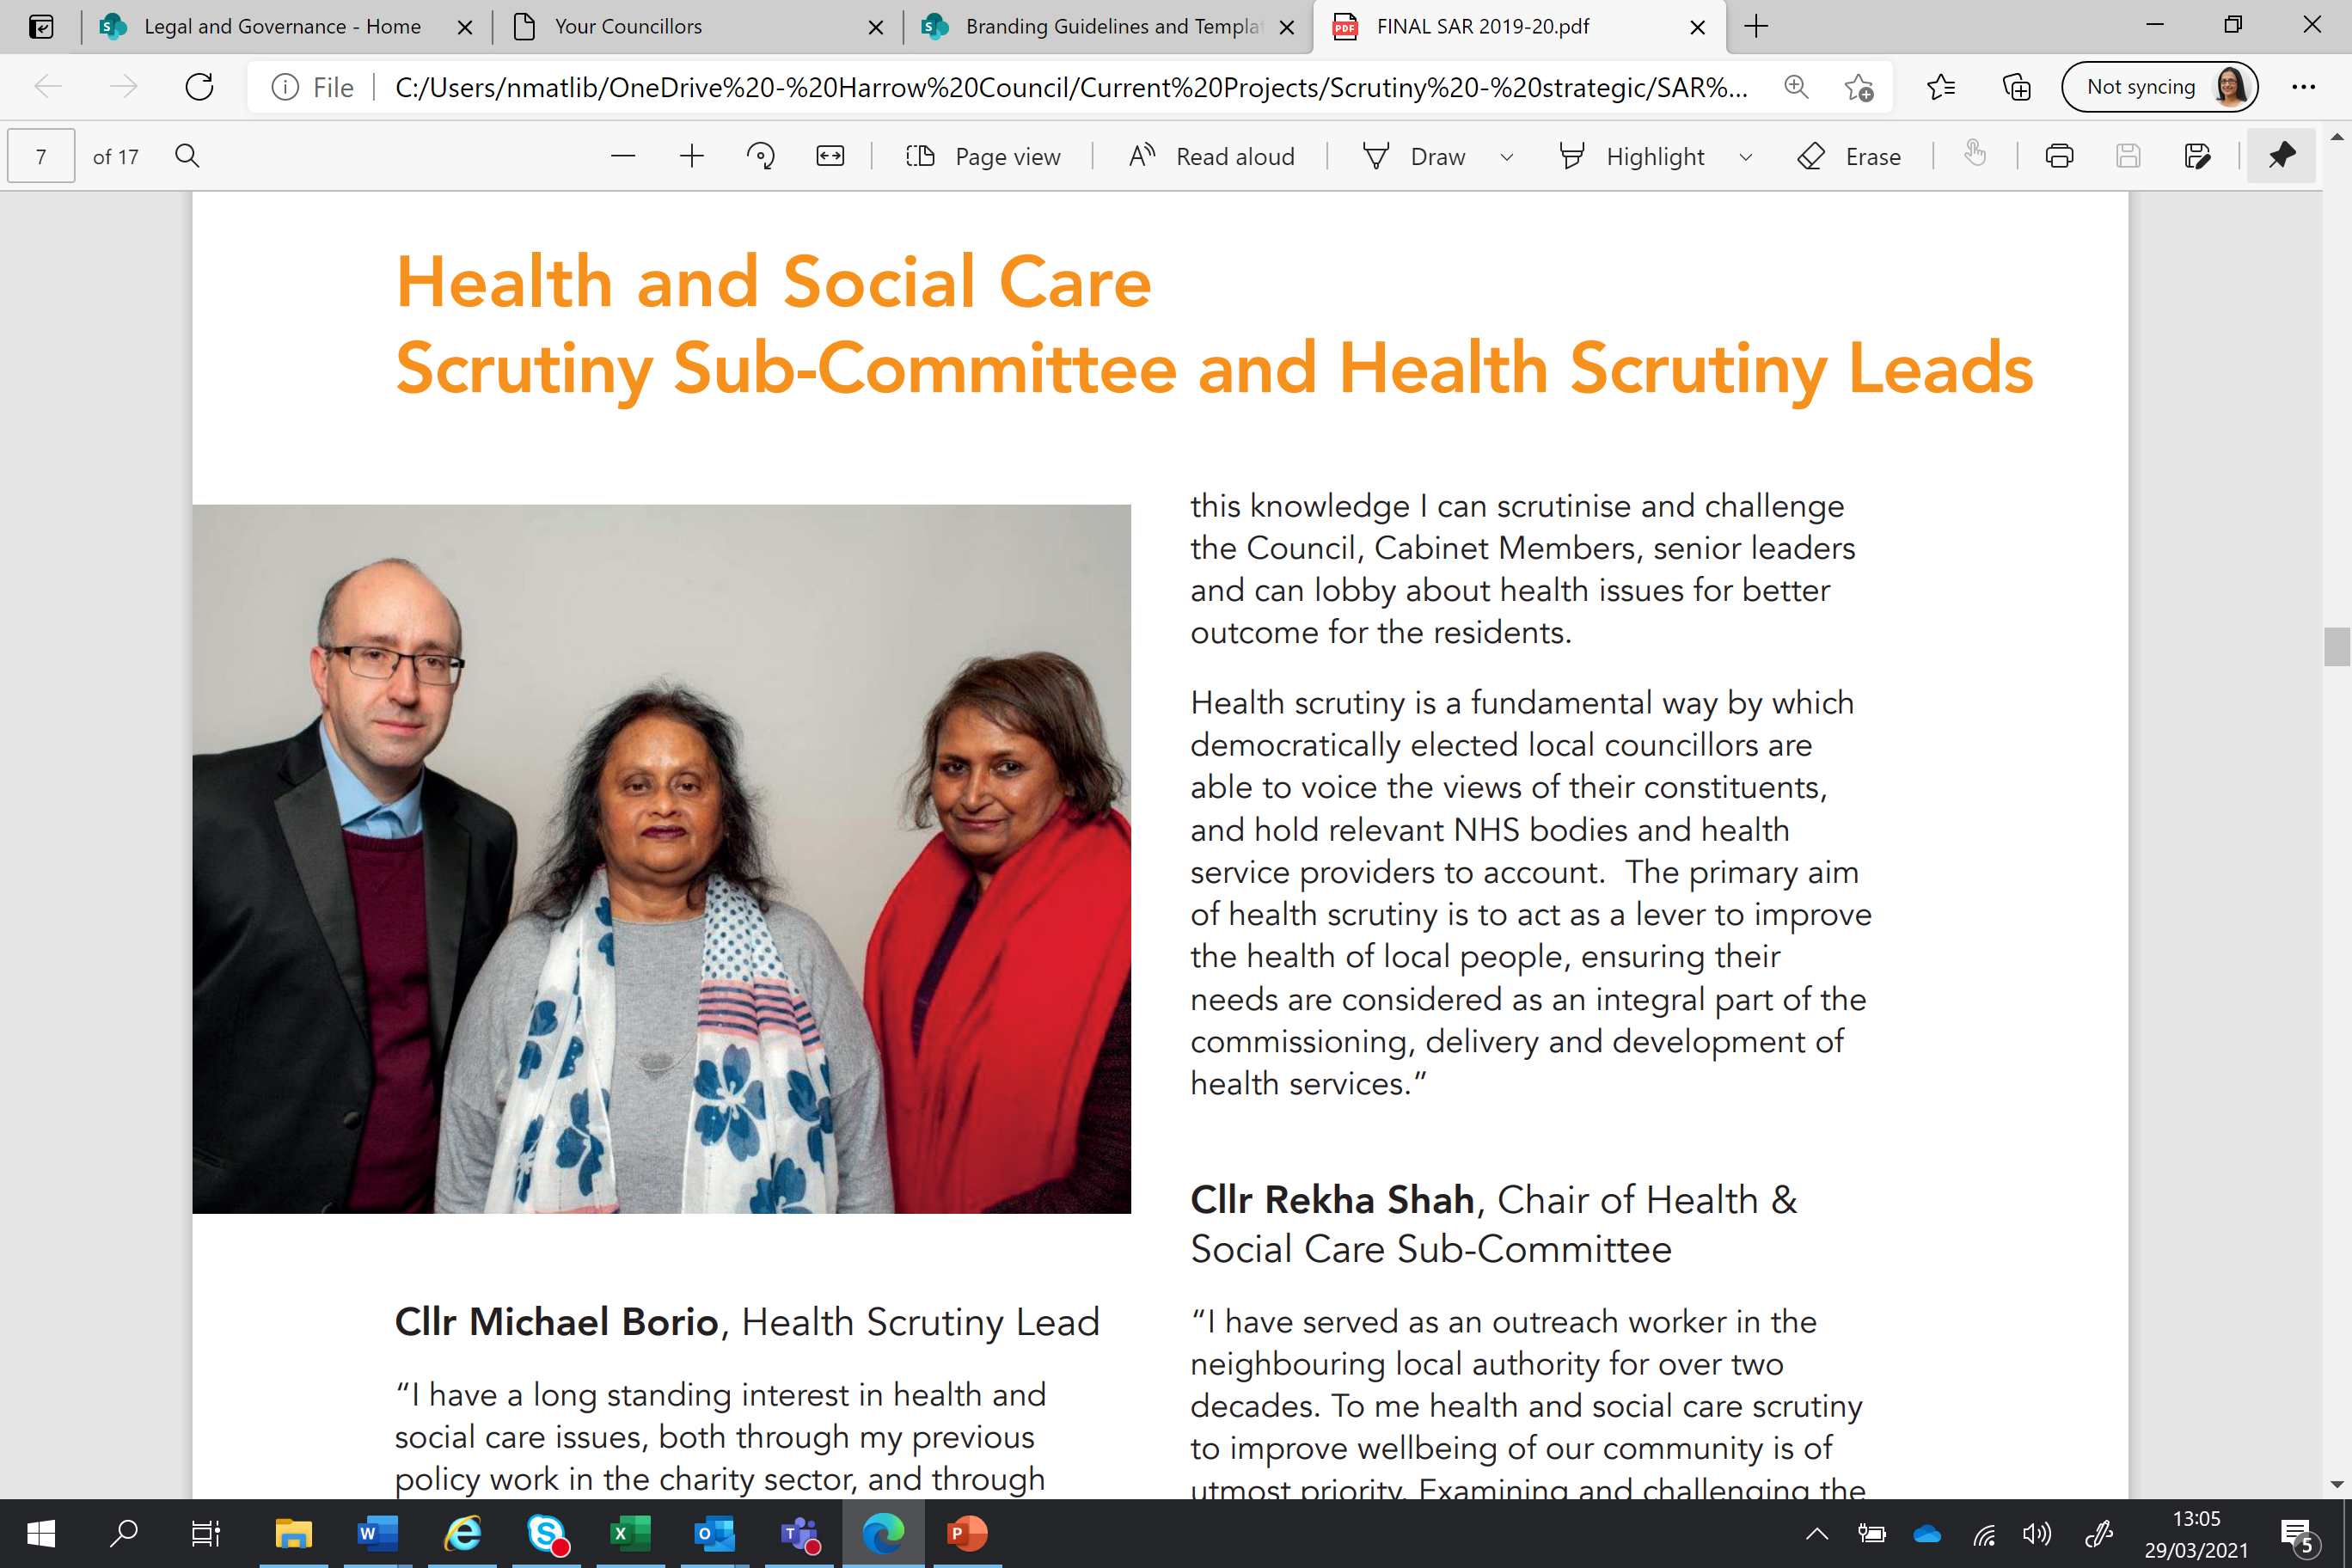 Legal and Governance - Home
Your Councillors
Branding Guidelines and Templat
FINAL SAR 2019-20.pdf
File
C:/Users/nmatlib/OneDrive%20-%20Harrow%20Council/Current%20Projects/Scrutiny%20-%20strategic/SAR%...
Not syncing
7 of 17
Page view
Read aloud
Draw
Highlight
Erase
Health and Social Care
Scrutiny Sub-Committee and Health Scrutiny Leads
Cllr Michael Borio, Health Scrutiny Lead
“I have a long standing interest in health and
social care issues, both through my previous
policy work in the charity sector, and through
this knowledge I can scrutinise and challenge
the Council, Cabinet Members, senior leaders
and can lobby about health issues for better
outcome for the residents.
Health scrutiny is a fundamental way by which
democratically elected local councillors are
able to voice the views of their constituents,
and hold relevant NHS bodies and health
service providers to account.  The primary aim
of health scrutiny is to act as a lever to improve
the health of local people, ensuring their
needs are considered as an integral part of the
commissioning, delivery and development of
health services.”
Cllr Rekha Shah, Chair of Health &
Social Care Sub-Committee
“I have served as an outreach worker in the
neighbouring local authority for over two
decades. To me health and social care scrutiny
to improve wellbeing of our community is of
utmost priority. Examining and challenging the
13:05
29/03/2021
5